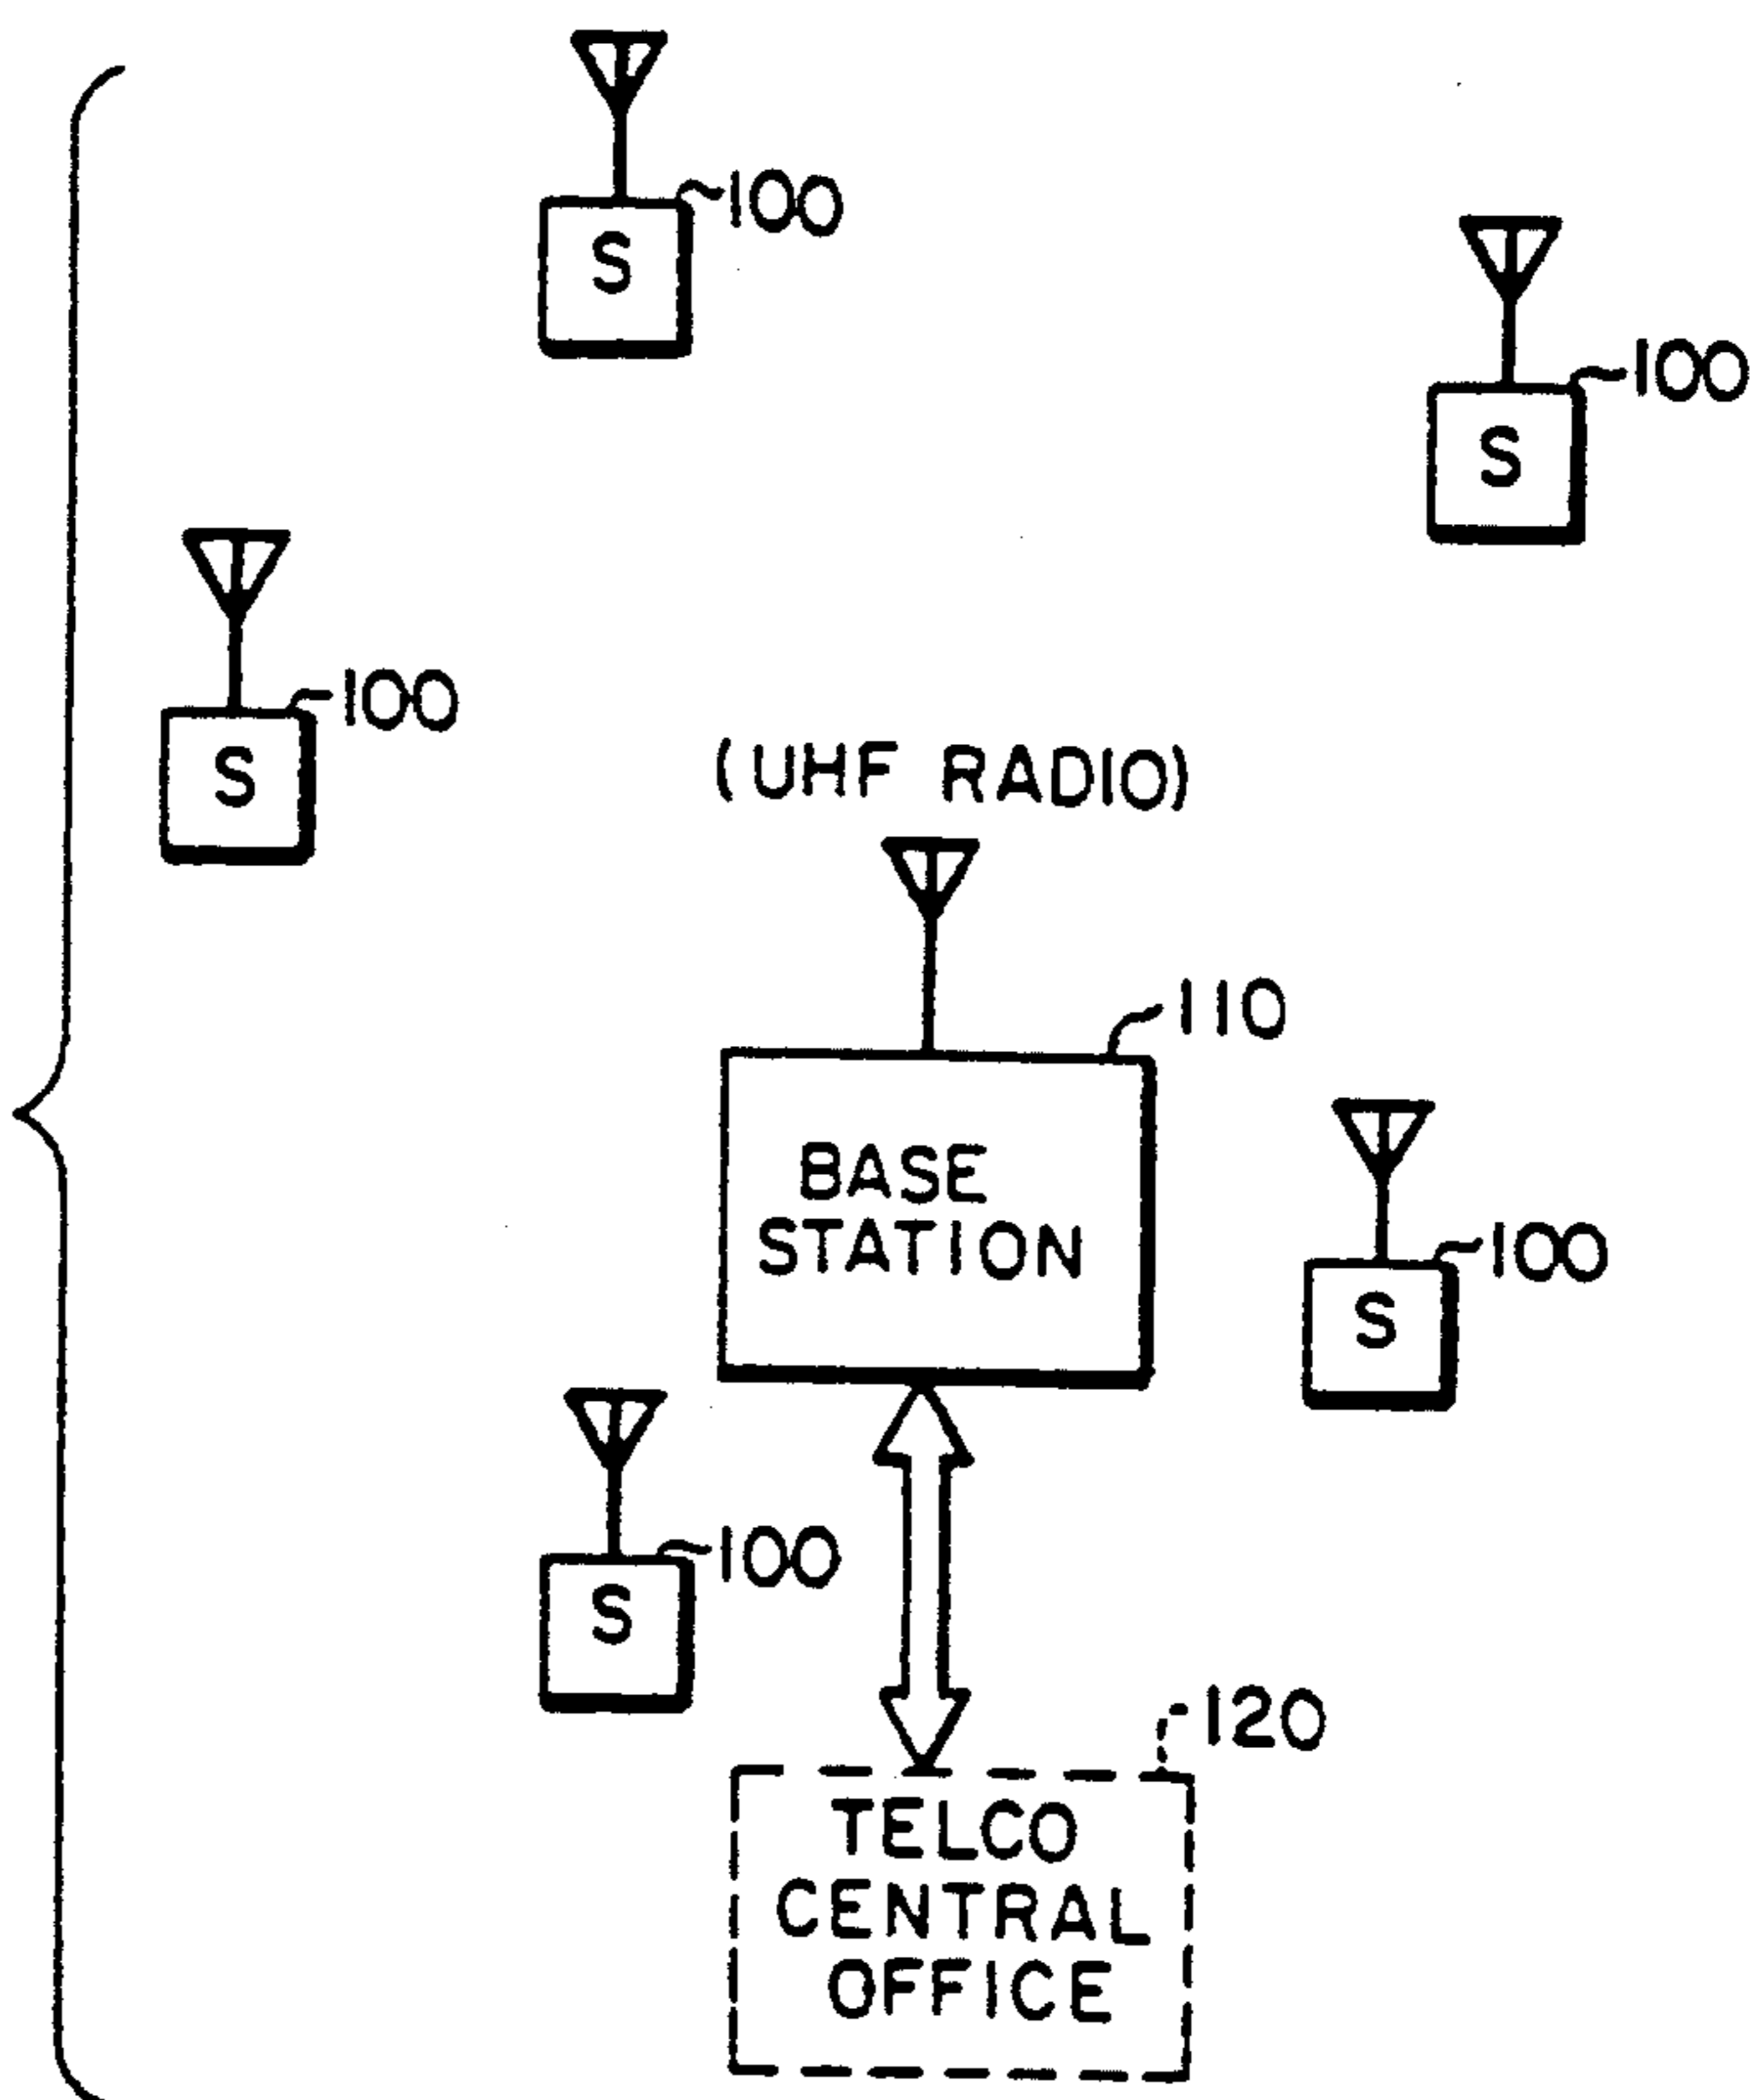 100
S
100
S
100
S
(UHF RADIO)
110
BASE
STATION
100
S
100
S
120
TELCO
CENTRAL
OFFICE